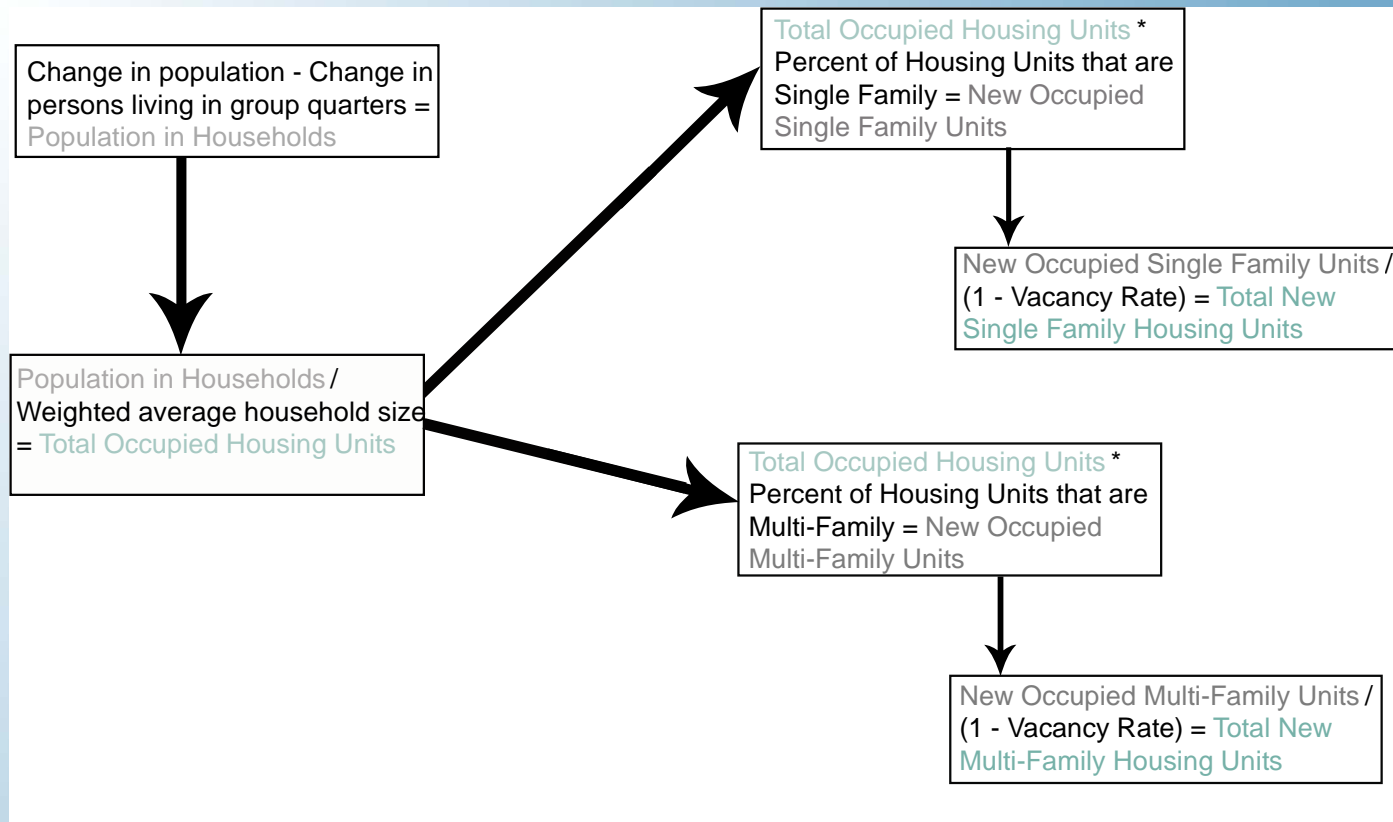 Change in population - Change in
persons living in group quarters =
Population in Households
Population in Households /
Weighted average household size
= Total Occupied Housing Units
Total Occupied Housing Units *
Percent of Housing Units that are
Single Family = New Occupied
Single Family Units
New Occupied Single Family Units /
(1 - Vacancy Rate) = Total New
Single Family Housing Units
Total Occupied Housing Units *
Percent of Housing Units that are
Multi-Family = New Occupied
Multi-Family Units
New Occupied Multi-Family Units /
(1 - Vacancy Rate) = Total New
Multi-Family Housing Units